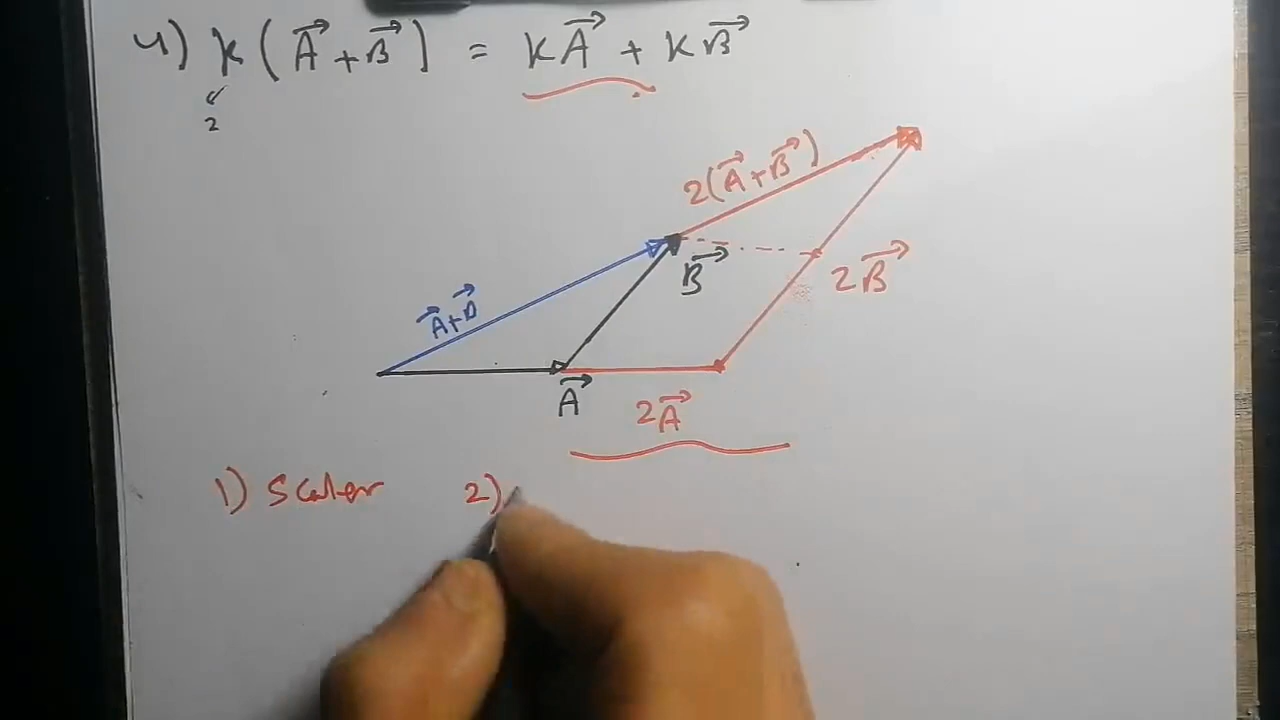 4) k(A⃗+B⃗) = kA⃗ + kB⃗
2
2(A⃗+B⃗)
B⃗
2B⃗
A⃗+B⃗
A⃗
2A⃗
1) Scaler 2)